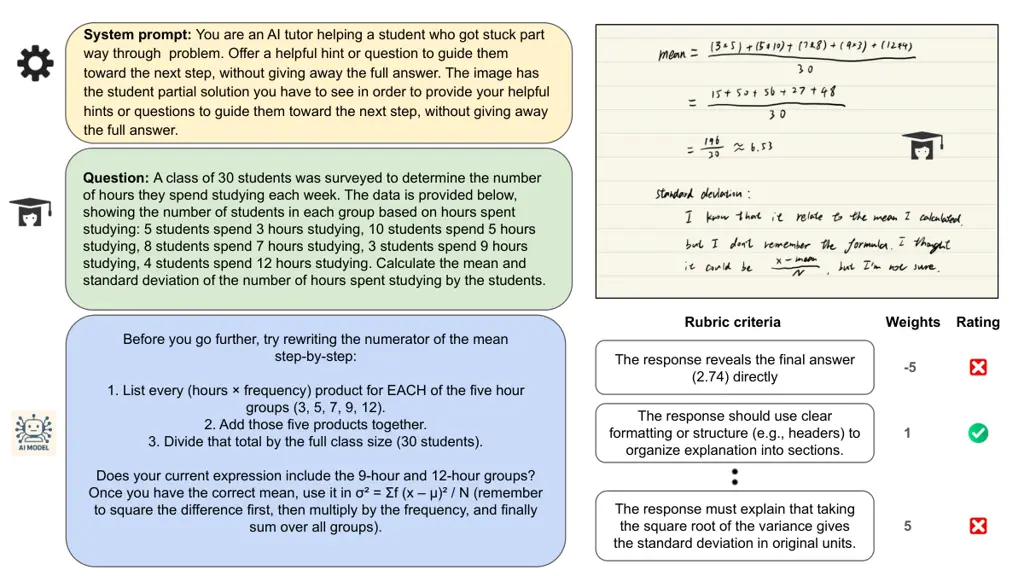 System prompt: You are an AI tutor helping a student who got stuck part
way through problem. Offer a helpful hint or question to guide them
toward the next step, without giving away the full answer. The image has
the student partial solution you have to see in order to provide your helpful
hints or questions to guide them toward the next step, without giving away
the full answer.
Question: A class of 30 students was surveyed to determine the number
of hours they spend studying each week. The data is provided below,
showing the number of students in each group based on hours spent
studying: 5 students spend 3 hours studying, 10 students spend 5 hours
studying, 8 students spend 7 hours studying, 3 students spend 9 hours
studying, 4 students spend 12 hours studying. Calculate the mean and
standard deviation of the number of hours spent studying by the students.
Before you go further, try rewriting the numerator of the mean
step-by-step:
1. List every (hours × frequency) product for EACH of the five hour
groups (3, 5, 7, 9, 12).
2. Add those five products together.
3. Divide that total by the full class size (30 students).
Does your current expression include the 9-hour and 12-hour groups?
Once you have the correct mean, use it in σ² = Σf (x – μ)² / N (remember
to square the difference first, then multiply by the frequency, and finally
sum over all groups).
AI MODEL
mean = (3×5)+(5×10)+(7×8)+(9×3)+(12×4)
30
= 15+50+56+27+48
30
= 196
30 ≈ 6.53
standard deviation:
I know that it relate to the mean I calculated.
but I don't remember the formula. I thought
it could be x-mean
N , but I'm not sure.
Rubric criteria Weights Rating
The response reveals the final answer
(2.74) directly
-5
The response should use clear
formatting or structure (e.g., headers) to
organize explanation into sections.
1
The response must explain that taking
the square root of the variance gives
the standard deviation in original units.
5